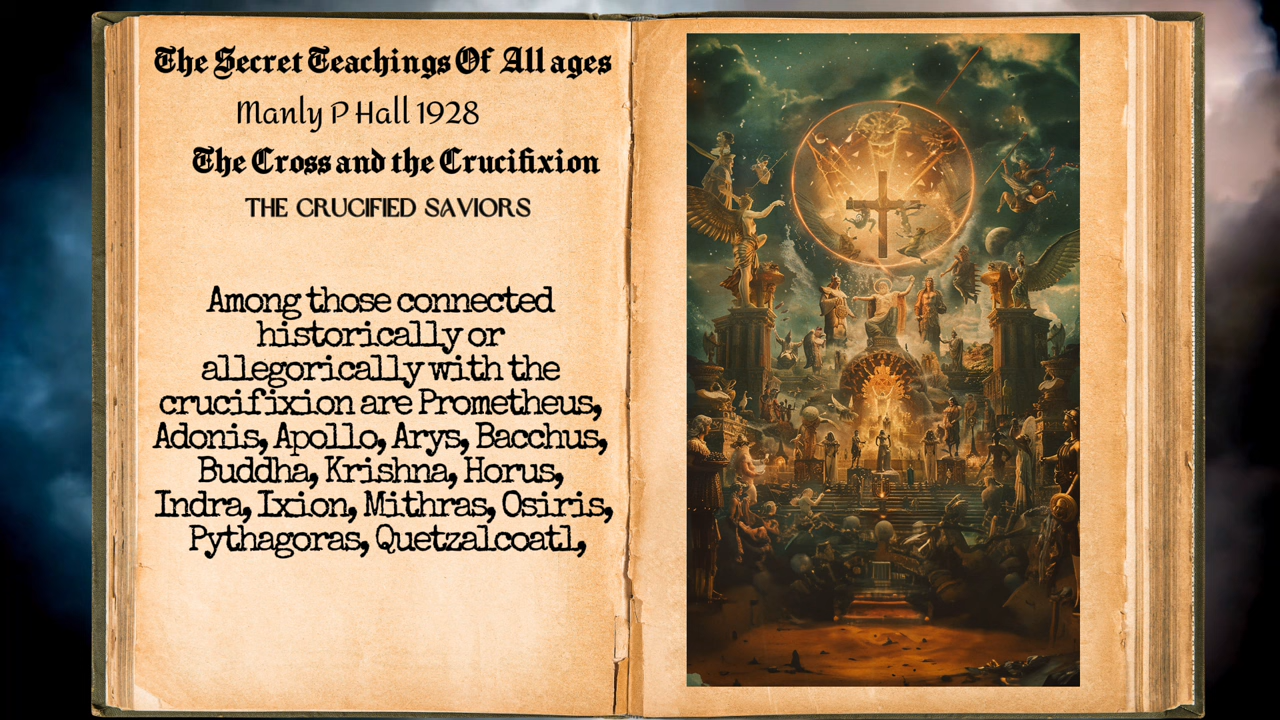 The Secret Teachings Of All ages
Manly P Hall 1928
The Cross and the Crucifixion
THE CRUCIFIED SAVIORS
Among those connected
historically or
allegorically with the
crucifixion are Prometheus,
Adonis, Apollo, Arys, Bacchus,
Buddha, Krishna, Horus,
Indra, Ixion, Mithras, Osiris,
Pythagoras, Quetzalcoatl,